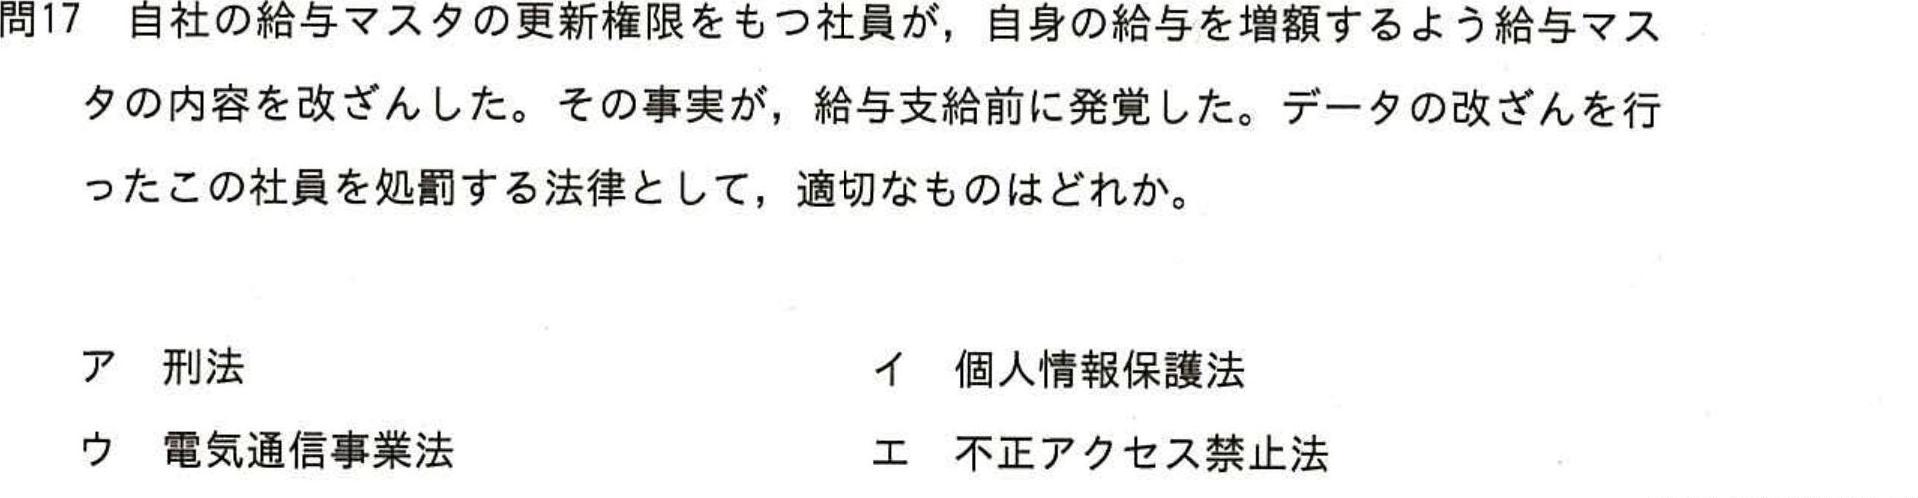 問17 自社の給与マスタの更新権限をもつ社員が，自身の給与を増額するよう給与マス
タの内容を改ざんした。その事実が，給与支給前に発覚した。データの改ざんを行
ったこの社員を処罰する法律として，適切なものはどれか。
ア 刑法 イ 個人情報保護法
ウ 電気通信事業法 エ 不正アクセス禁止法